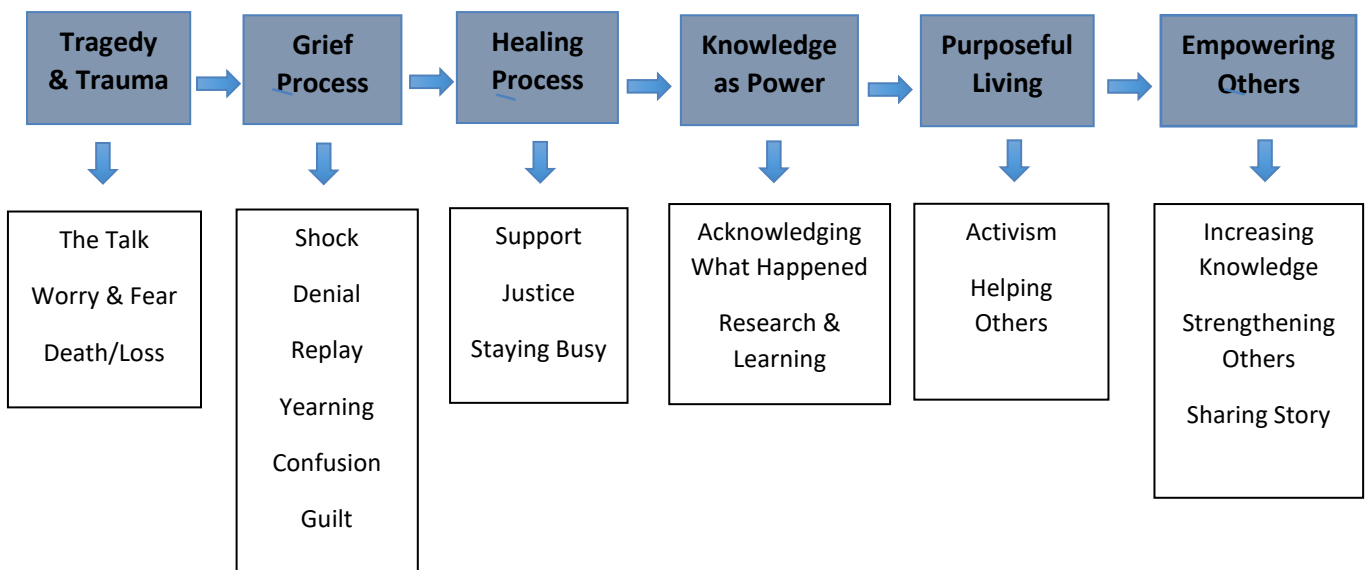 Tragedy
& Trauma
Grief
Process
Healing
Process
Knowledge
as Power
Purposeful
Living
Empowering
Others
The Talk
Worry & Fear
Death/Loss
Shock
Denial
Replay
Yearning
Confusion
Guilt
Support
Justice
Staying Busy
Acknowledging
What Happened
Research &
Learning
Activism
Helping
Others
Increasing
Knowledge
Strengthening
Others
Sharing Story